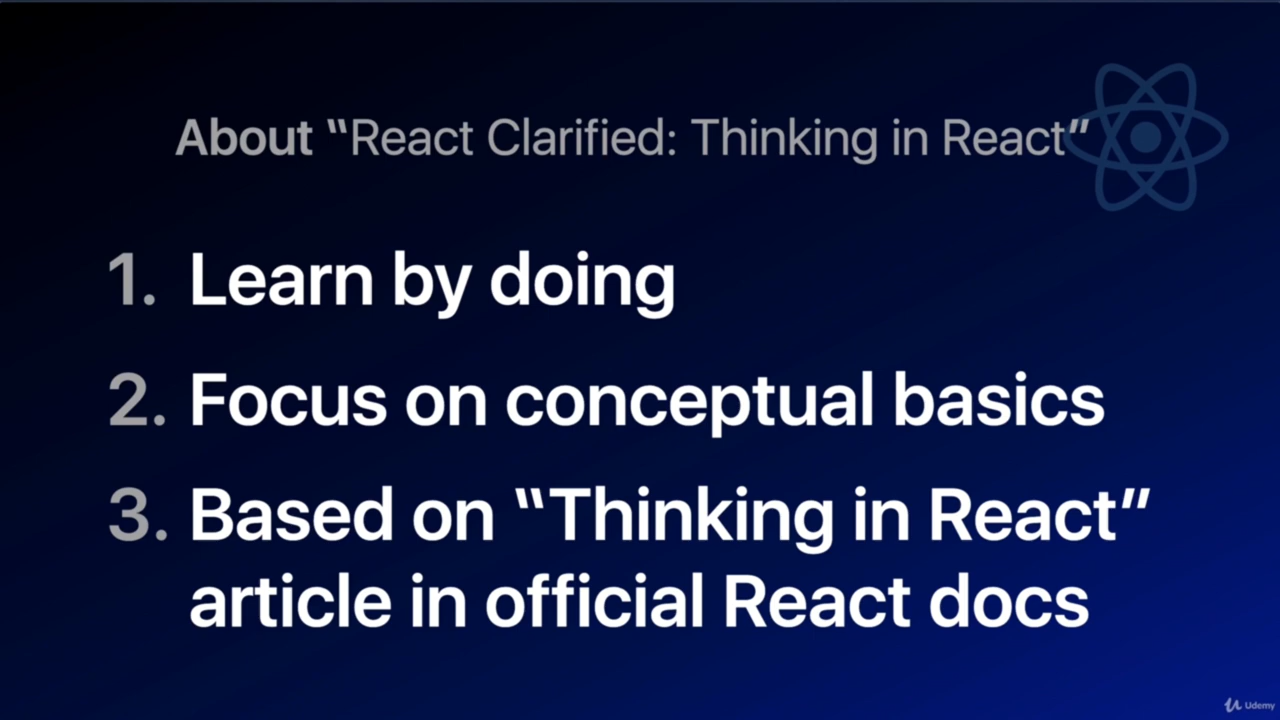 About “React Clarified: Thinking in React”
1. Learn by doing
2. Focus on conceptual basics
3. Based on “Thinking in React”
article in official React docs
Udemy